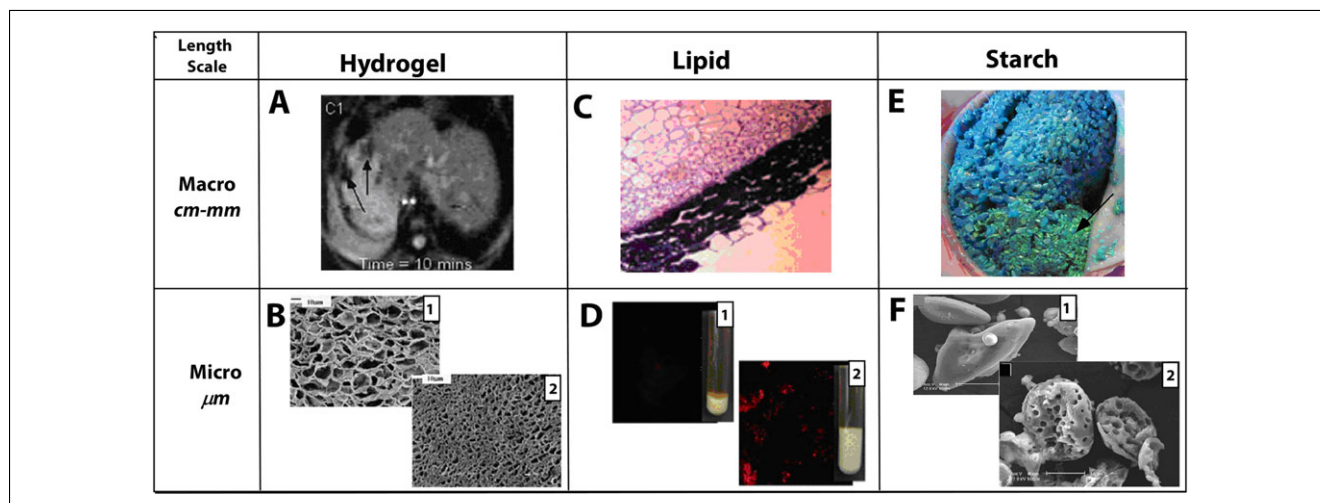 Length
Scale
Hydrogel
Lipid
Starch
Macro
cm-mm
A
C1
Time = 10 mins
C
E
Micro
μm
B
1
2
D
1
2
F
1
2